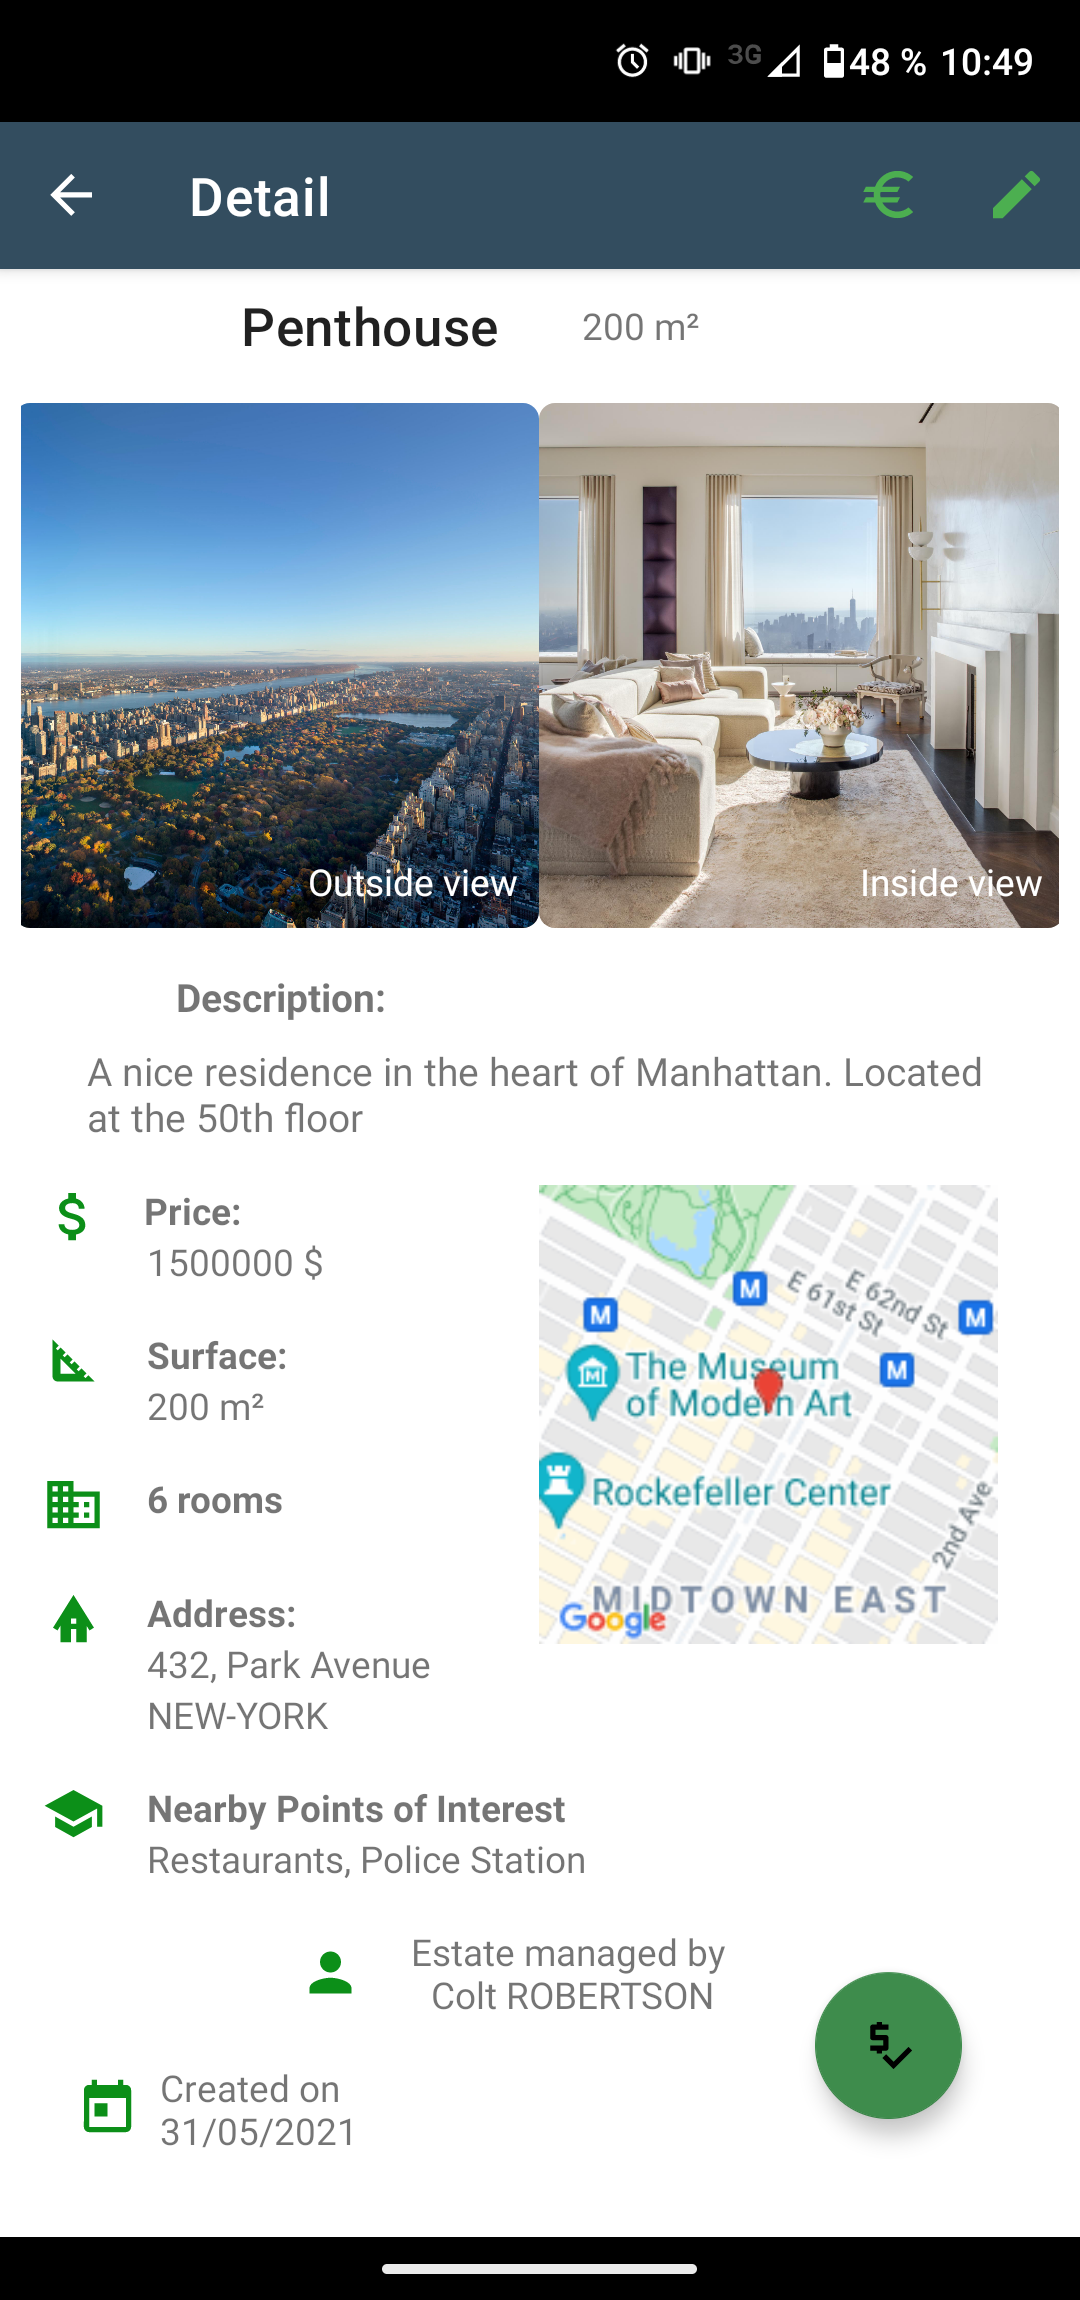 3G 48 % 10:49
Detail
Penthouse 200 m²
Outside view
Inside view
Description:
A nice residence in the heart of Manhattan. Located
at the 50th floor
Price:
1500000 $
Surface:
200 m²
6 rooms
Address:
432, Park Avenue
NEW-YORK
E 62nd St
E 61st St
M
M
M
M
The Museum
of Modern Art
Rockefeller Center
2nd Ave
MIDTOWN EAST
Google
Nearby Points of Interest
Restaurants, Police Station
Estate managed by
Colt ROBERTSON
Created on
31/05/2021